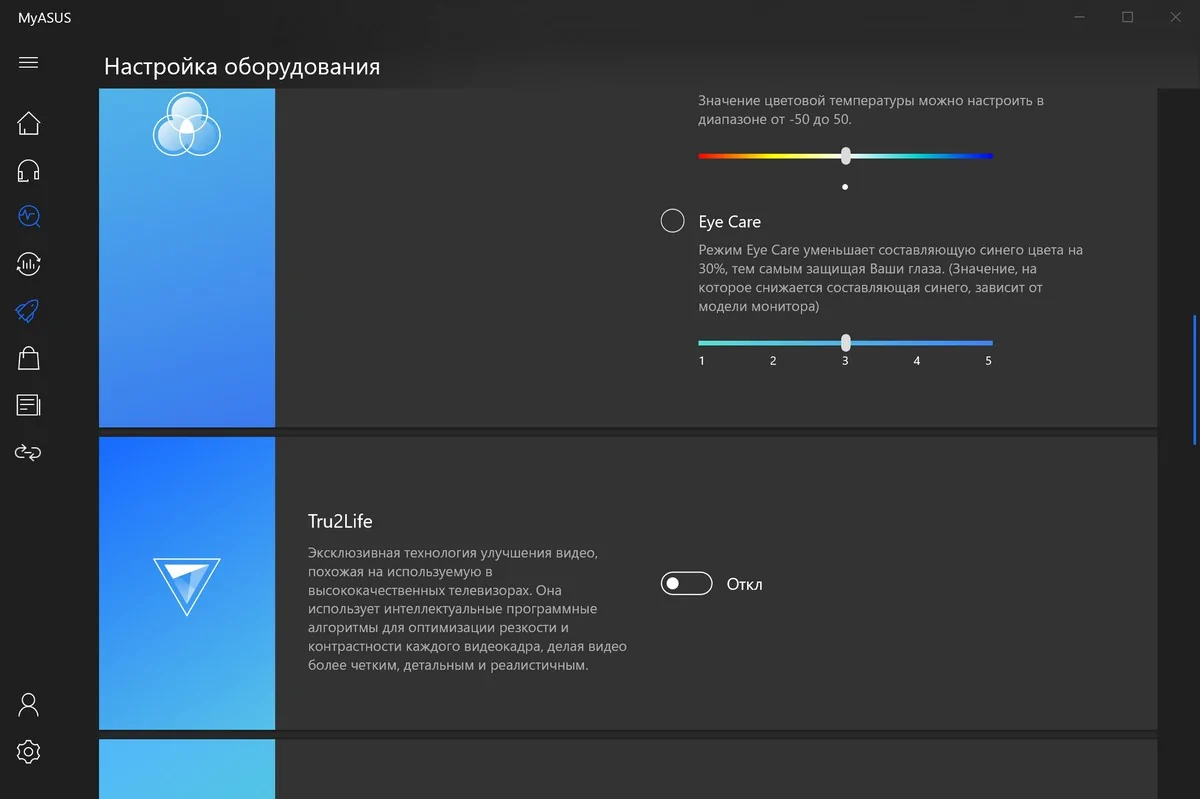 MyASUS
Настройка оборудования
Значение цветовой температуры можно настроить в
диапазоне от -50 до 50.
Eye Care
Режим Eye Care уменьшает составляющую синего цвета на
30%, тем самым защищая Ваши глаза. (Значение, на
которое снижается составляющая синего, зависит от
модели монитора)
1 2 3 4 5
Tru2Life
Эксклюзивная технология улучшения видео,
похожая на используемую в
высококачественных телевизорах. Она
использует интеллектуальные программные
алгоритмы для оптимизации резкости и
контрастности каждого видеокадра, делая видео
более четким, детальным и реалистичным.
Откл